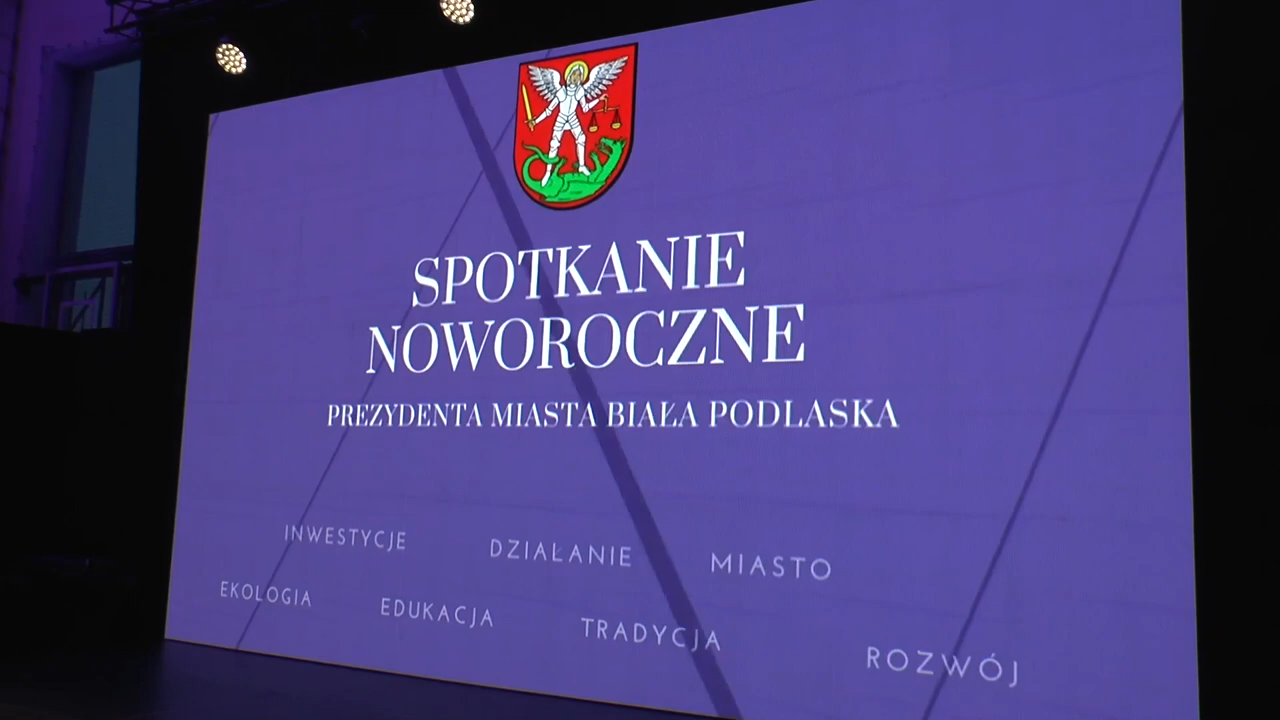 SPOTKANIE
NOWOROCZNE
PREZYDENTA MIASTA BIAŁA PODLASKA
INWESTYCJE DZIAŁANIE MIASTO
EKOLOGIA EDUKACJA TRADYCJA ROZWÓJ